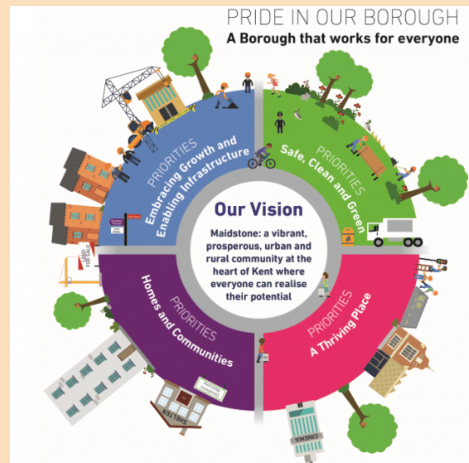 PRIDE IN OUR BOROUGH
A Borough that works for everyone
PRIORITIES
Embracing Growth and
Enabling Infrastructure
PRIORITIES
Safe, Clean and Green
Our Vision
Maidstone: a vibrant,
prosperous, urban and
rural community at the
heart of Kent where
everyone can realise
their potential
PRIORITIES
Homes and Communities
PRIORITIES
A Thriving Place
SHELTER
CINEMA